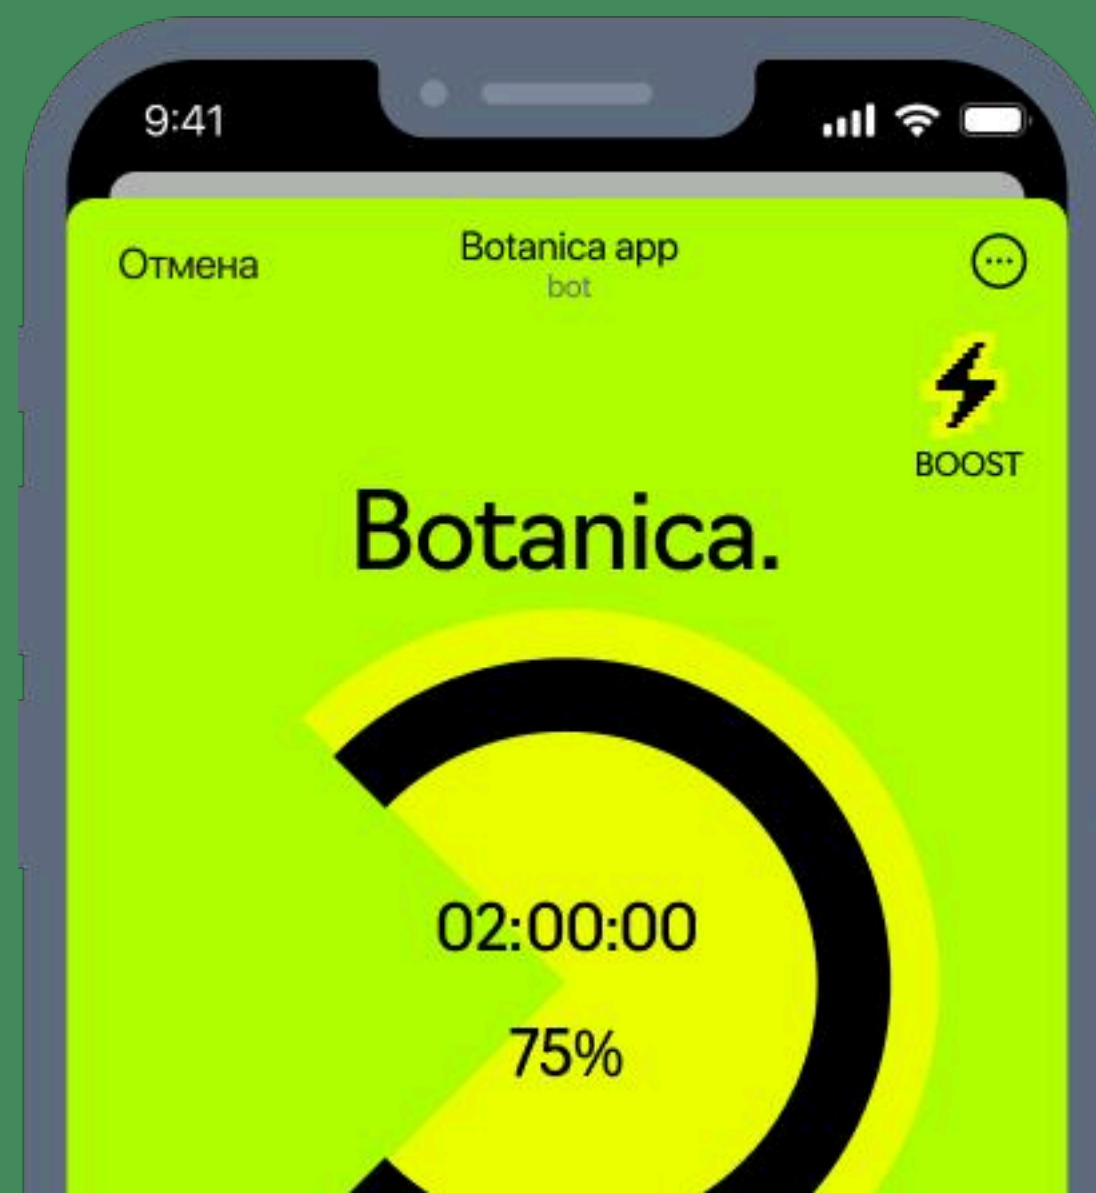 9:41
Отмена
Botanica app
bot
BOOST
Botanica.
02:00:00
75%